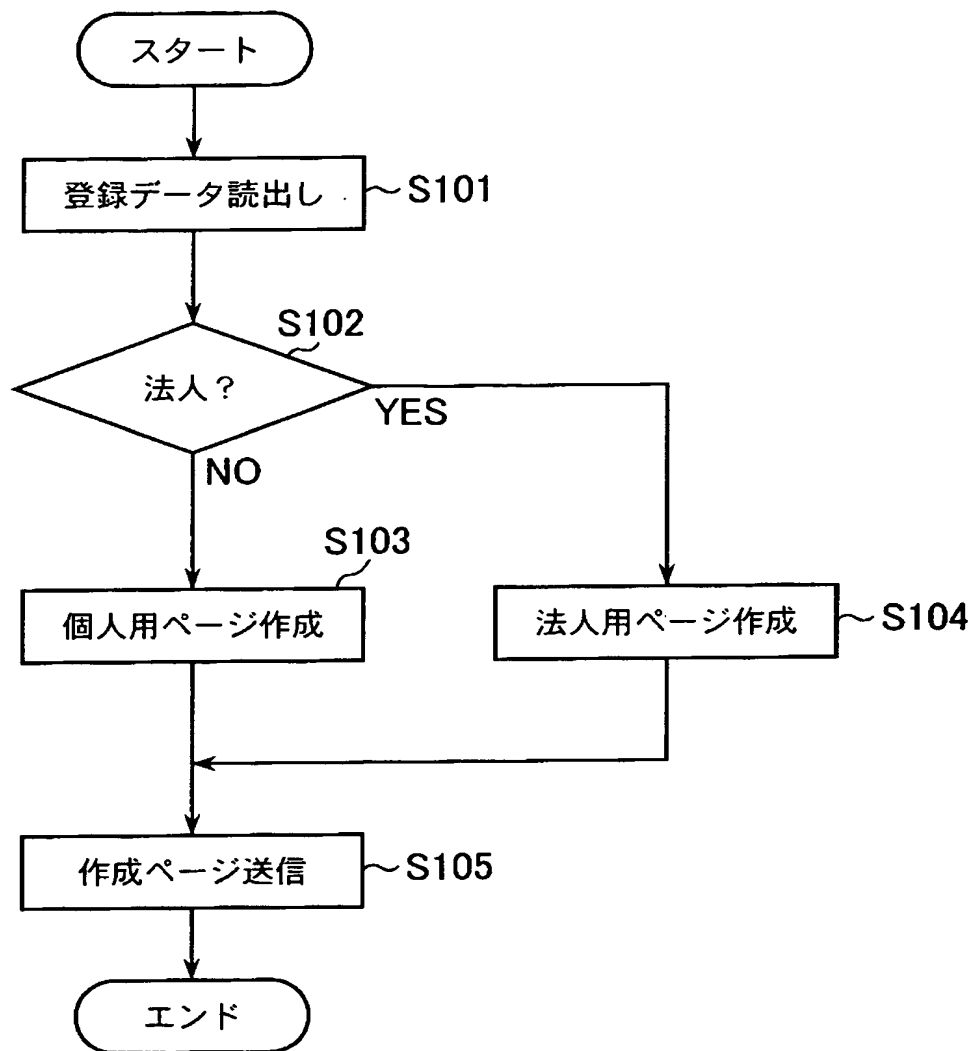 スタート
登録データ読出し
S101
S102
法人？
YES
NO
S103
個人用ページ作成
法人用ページ作成
S104
作成ページ送信
S105
エンド